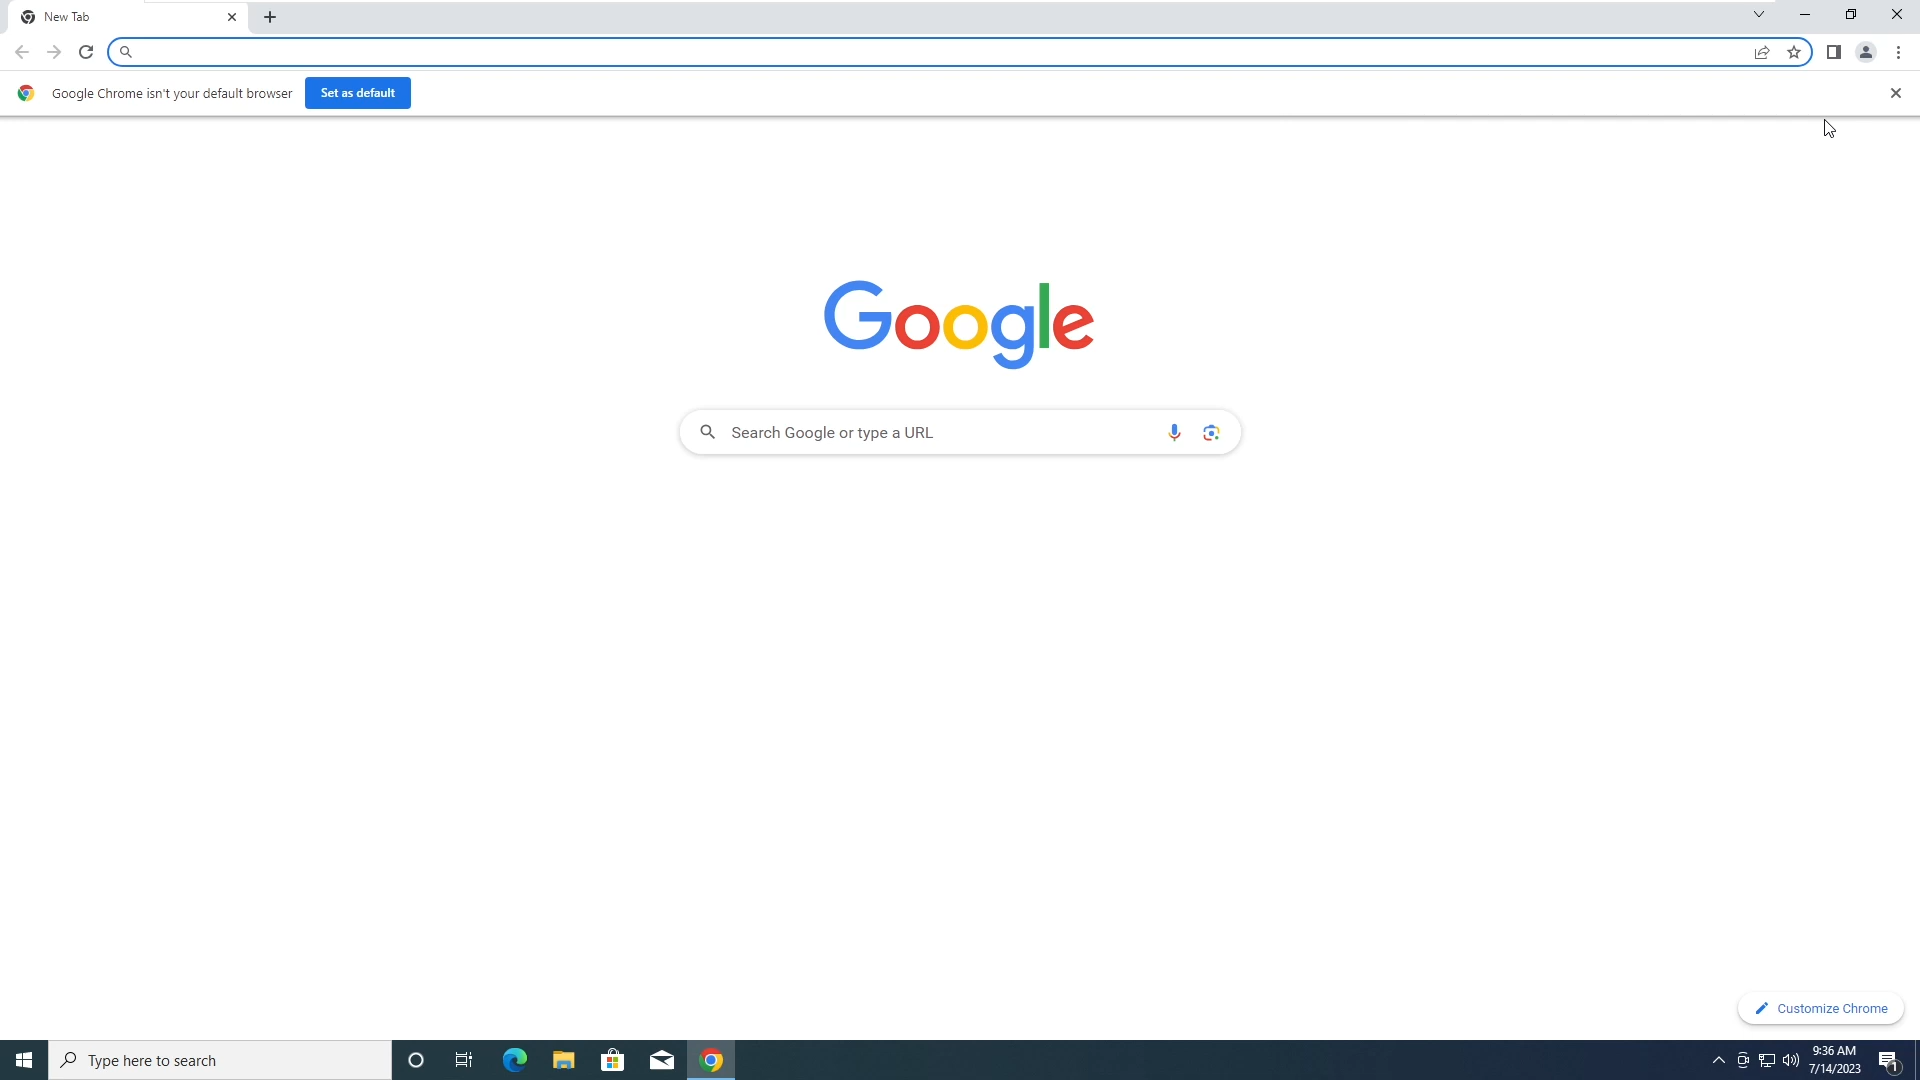 New Tab
Google Chrome isn't your default browser
Set as default
Google
Search Google or type a URL
Customize Chrome
Type here to search
9:36 AM
7/14/2023
1